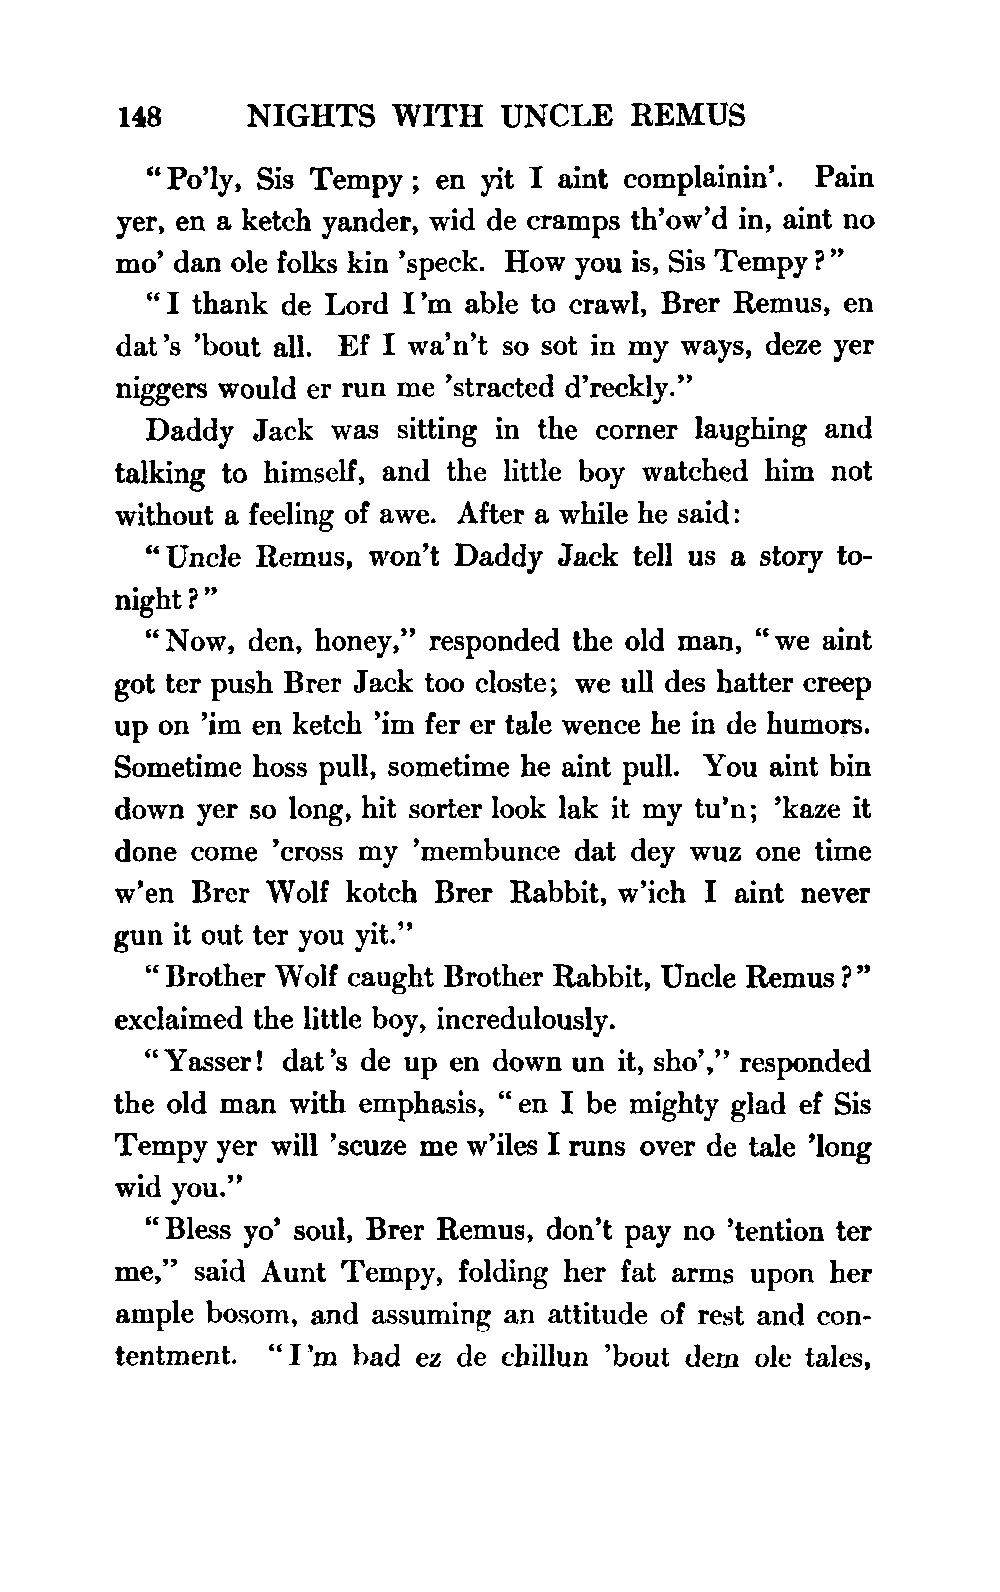 148 NIGHTS WITH UNCLE REMUS
“Po’ly, Sis Tempy; en yit I aint complainin’. Pain
yer, en a ketch yander, wid de cramps th’ow’d in, aint no
mo’ dan ole folks kin ’speck. How you is, Sis Tempy?”
“I thank de Lord I’m able to crawl, Brer Remus, en
dat’s ’bout all. Ef I wa’n’t so sot in my ways, deze yer
niggers would er run me ’stracted d’reckly.”
Daddy Jack was sitting in the corner laughing and
talking to himself, and the little boy watched him not
without a feeling of awe. After a while he said:
“Uncle Remus, won’t Daddy Jack tell us a story to-
night?”
“Now, den, honey,” responded the old man, “we aint
got ter push Brer Jack too closte; we ull des hatter creep
up on ’im en ketch ’im fer er tale wence he in de humors.
Sometime hoss pull, sometime he aint pull. You aint bin
down yer so long, hit sorter look lak it my tu’n; ’kaze it
done come ’cross my ’membunce dat dey wuz one time
w’en Brer Wolf kotch Brer Rabbit, w’ich I aint never
gun it out ter you yit.”
“Brother Wolf caught Brother Rabbit, Uncle Remus?”
exclaimed the little boy, incredulously.
“Yasser! dat’s de up en down un it, sho’,” responded
the old man with emphasis, “en I be mighty glad ef Sis
Tempy yer will ’scuze me w’iles I runs over de tale ’long
wid you.”
“Bless yo’ soul, Brer Remus, don’t pay no ’tention ter
me,” said Aunt Tempy, folding her fat arms upon her
ample bosom, and assuming an attitude of rest and con-
tentment. “I’m bad ez de chillun ’bout dem ole tales,